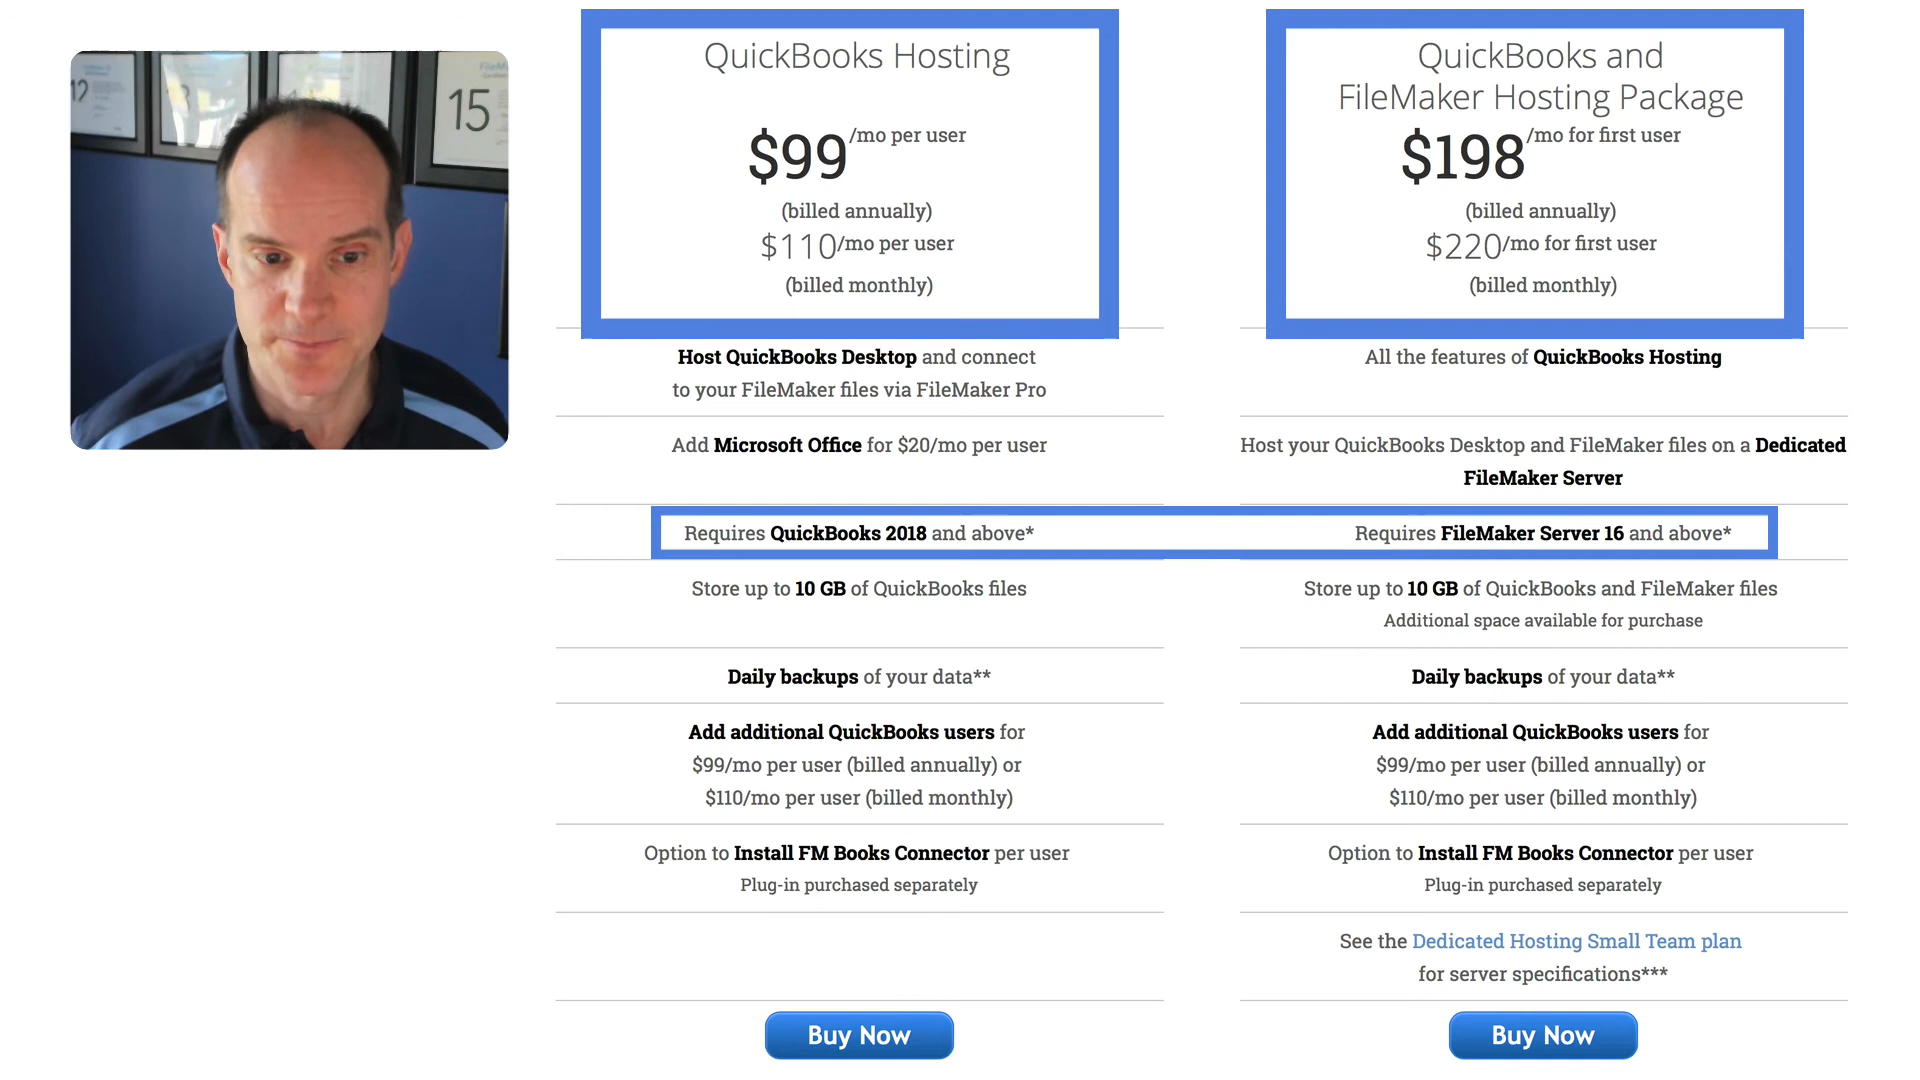 12
13
FileMa
15
QuickBooks Hosting
$99/mo per user
(billed annually)
$110/mo per user
(billed monthly)
Host QuickBooks Desktop and connect
to your FileMaker files via FileMaker Pro
Add Microsoft Office for $20/mo per user
Requires QuickBooks 2018 and above*
Store up to 10 GB of QuickBooks files
Daily backups of your data**
Add additional QuickBooks users for
$99/mo per user (billed annually) or
$110/mo per user (billed monthly)
Option to Install FM Books Connector per user
Plug-in purchased separately
Buy Now
QuickBooks and
FileMaker Hosting Package
$198/mo for first user
(billed annually)
$220/mo for first user
(billed monthly)
All the features of QuickBooks Hosting
Host your QuickBooks Desktop and FileMaker files on a Dedicated
FileMaker Server
Requires FileMaker Server 16 and above*
Store up to 10 GB of QuickBooks and FileMaker files
Additional space available for purchase
Daily backups of your data**
Add additional QuickBooks users for
$99/mo per user (billed annually) or
$110/mo per user (billed monthly)
Option to Install FM Books Connector per user
Plug-in purchased separately
See the Dedicated Hosting Small Team plan
for server specifications***
Buy Now